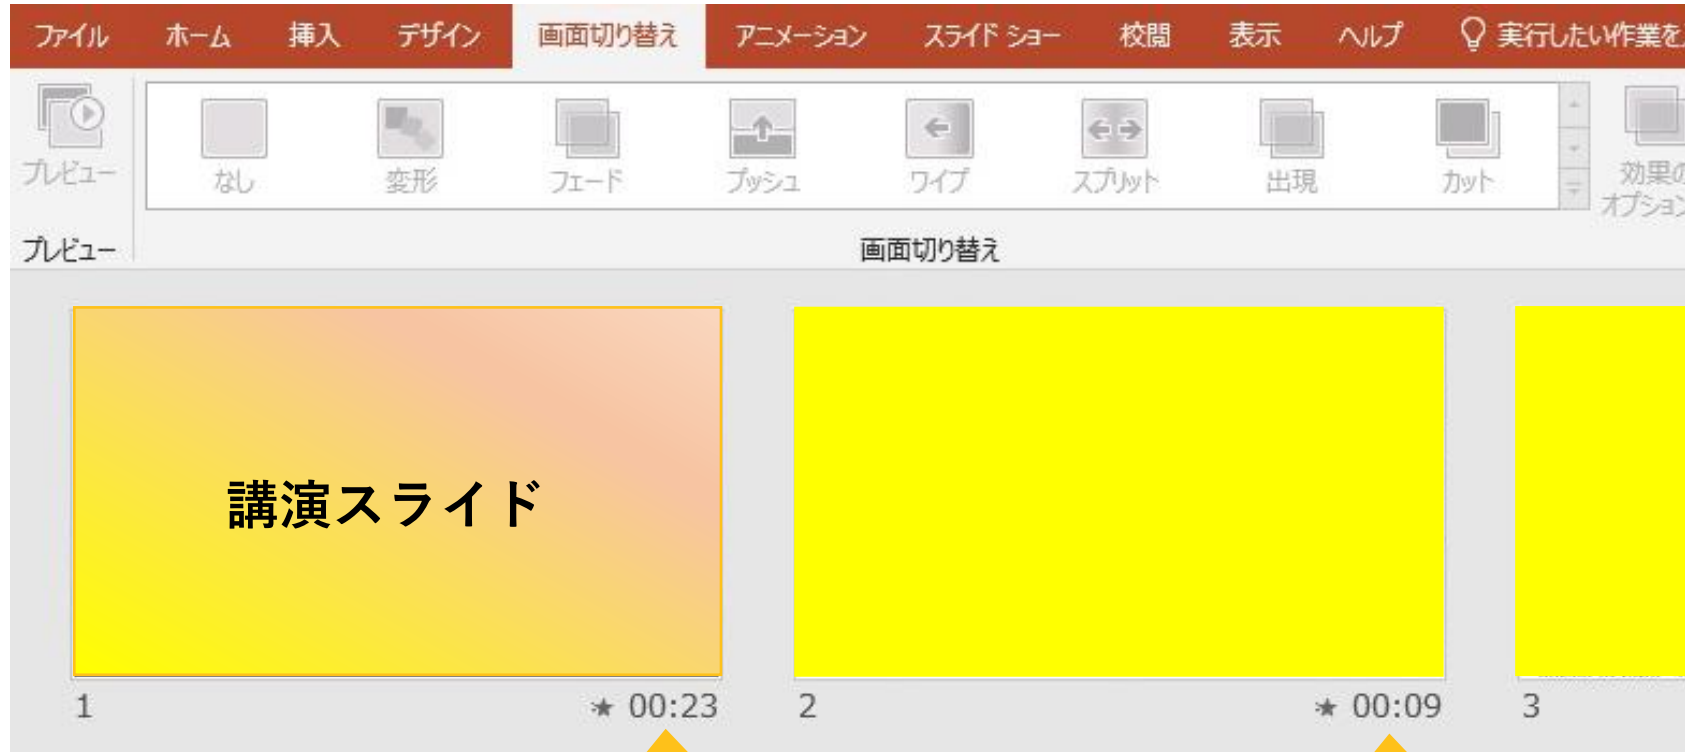 ファイル ホーム 挿入 デザイン 画面切り替え アニメーション スライド ショー 校閲 表示 ヘルプ 実行したい作業を
プレビュー なし 変形 フェード プッシュ ワイプ スプリット 出現 カット 効果の
オプション
プレビュー 画面切り替え
講演スライド
1 00:23 2 00:09 3